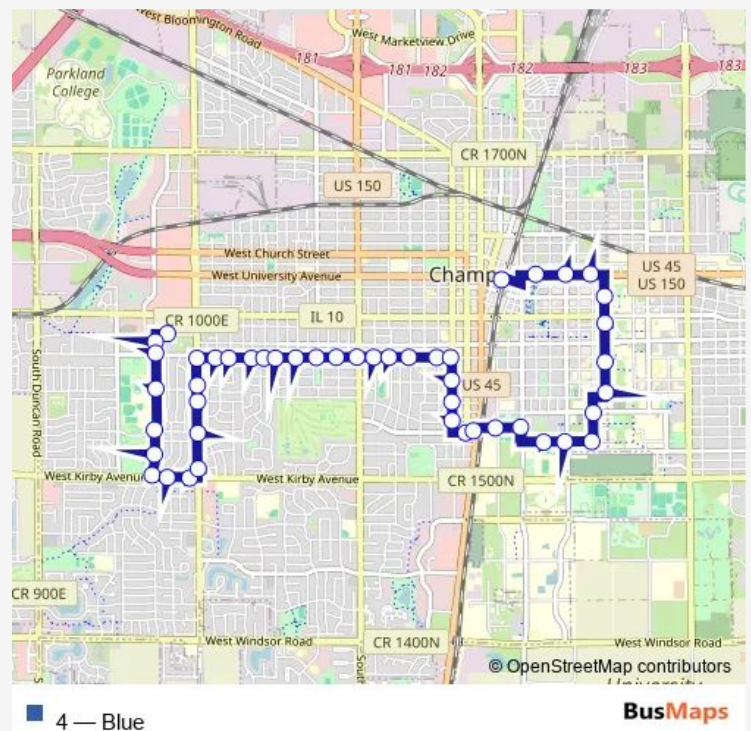 West Bloomington Road
West Marketview Drive
181
181
182
182
183
183
Parkland
College
CR 1700N
US 150
West Church Street
West University Avenue
Champ
US 45
US 150
CR 1000E
IL 10
South Duncan Road
US 45
West Kirby Avenue
West Kirby Avenue
CR 1500N
CR 900E
West Windsor Road
CR 1400N
West Windsor Road
South
S
© OpenStreetMap contributors
University
4 — Blue
BusMaps